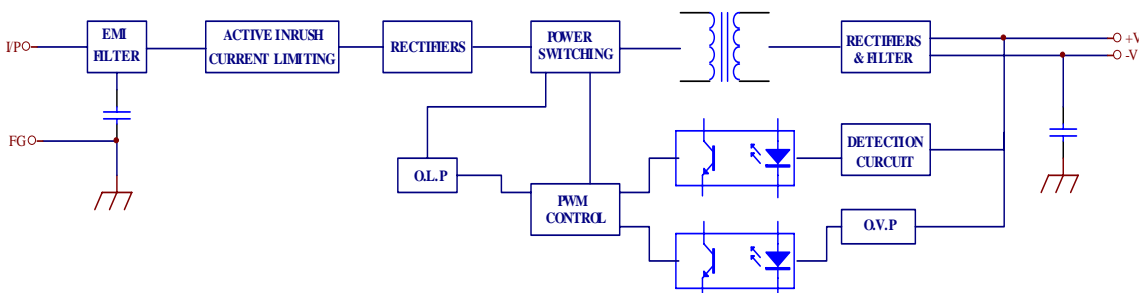 I/P
EMI
FILTER
ACTIVE INRUSH
CURRENT LIMITING
RECTIFIERS
POWER
SWITCHING
RECTIFIERS
& FILTER
+V
-V
FG
O.L.P
PWM
CONTROL
DETECTION
CURCUIT
O.V.P